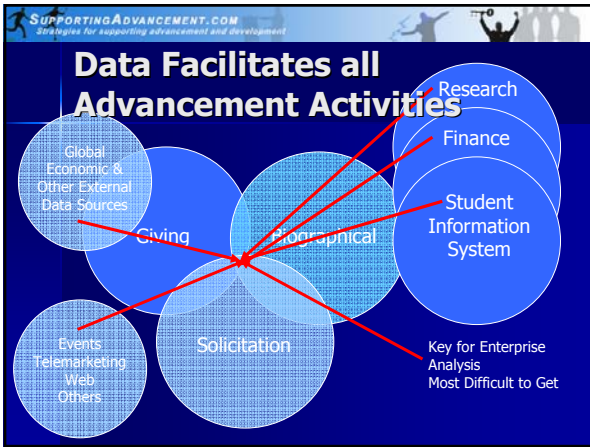 SUPPORTINGADVANCEMENT.COM
Strategies for supporting advancement and development
Data Facilitates all
Advancement Activities
Research
Finance
Student
Information
System
Global
Economic &
Other External
Data Sources
Giving
Biographical
Solicitation
Events
Telemarketing
Web
Others
Key for Enterprise
Analysis
Most Difficult to Get